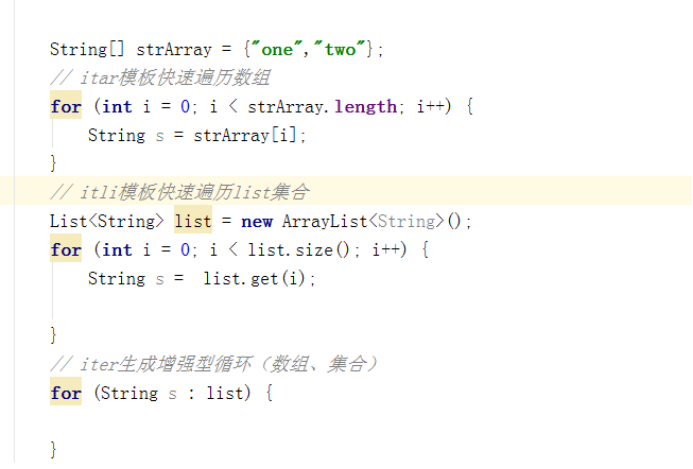 String[] strArray = {"one","two"};
// itar模板快速遍历数组
for (int i = 0; i < strArray.length; i++) {
    String s = strArray[i];
}
// itli模板快速遍历list集合
List<String> list = new ArrayList<String>();
for (int i = 0; i < list.size(); i++) {
    String s =  list.get(i);
}
// iter生成增强型循环（数组、集合）
for (String s : list) {
}